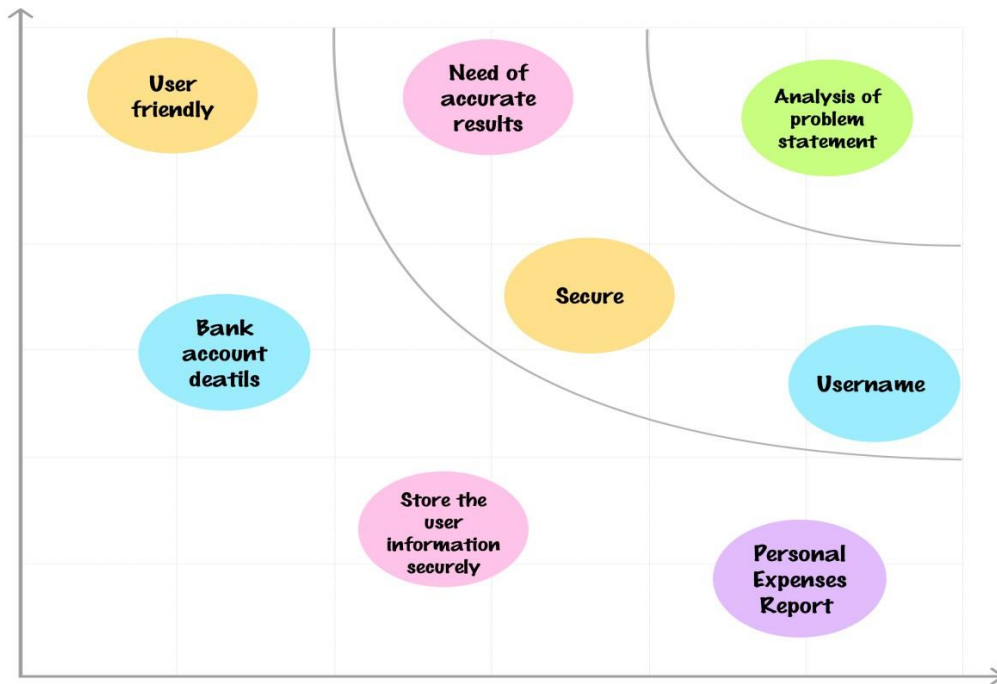 User
friendly
Need of
accurate
results
Analysis of
problem
statement
Secure
Bank
account
deatils
Username
Store the
user
information
securely
Personal
Expenses
Report